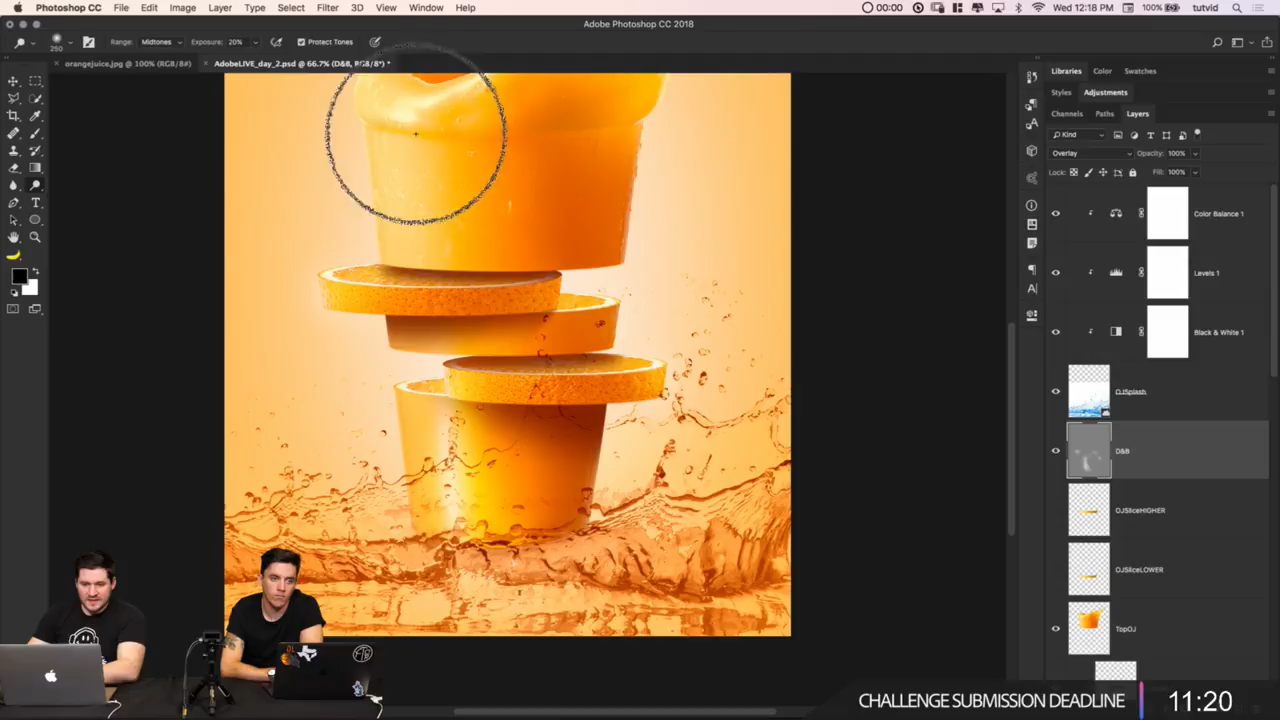 Photoshop CC File Edit Image Layer Type Select Filter 3D View Window Help
00:00 100% Wed 12:18 PM tutvid
Adobe Photoshop CC 2018
250 Range: Midtones Exposure: 20% Protect Tones
× orangejuice.jpg @ 100% (RGB/8#) × AdobeLIVE_day_2.psd @ 66.7% (D&B, RGB/8*) *
Libraries Color Swatches
Styles Adjustments
Channels Paths Layers
Kind
Overlay Opacity: 100%
Lock: Fill: 100%
Color Balance 1
Levels 1
Black & White 1
OJSplash
D&B
OJSliceHIGHER
OJSliceLOWER
TopOJ
CHALLENGE SUBMISSION DEADLINE 11:20